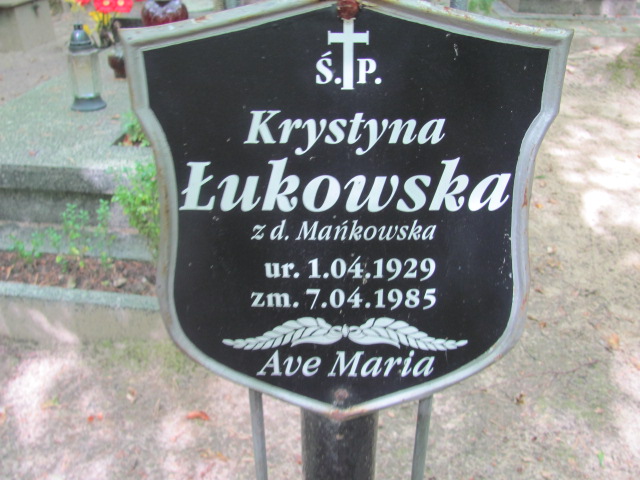 Ś.P.
Krystyna
Łukowska
z d. Mańkowska
ur. 1.04.1929
zm. 7.04.1985
Ave Maria